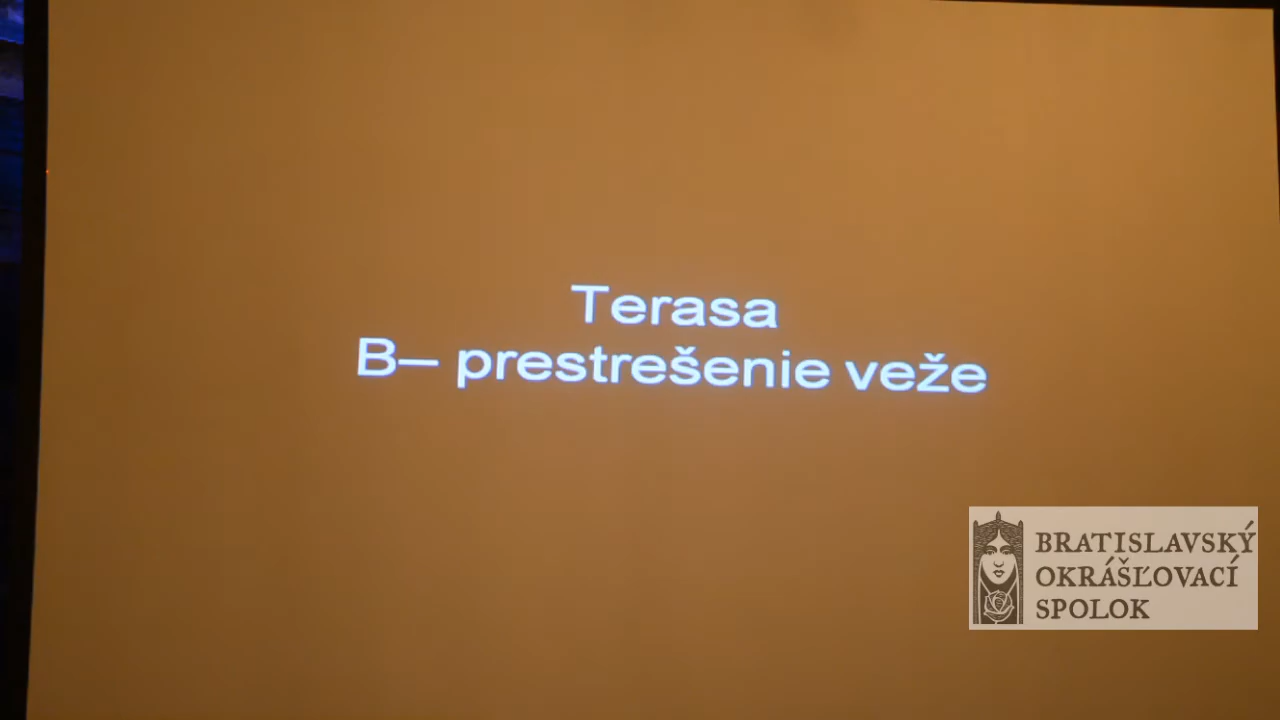 Terasa
B– prestrešenie veže
BRATISLAVSKÝ
OKRÁŠĽOVACÍ
SPOLOK